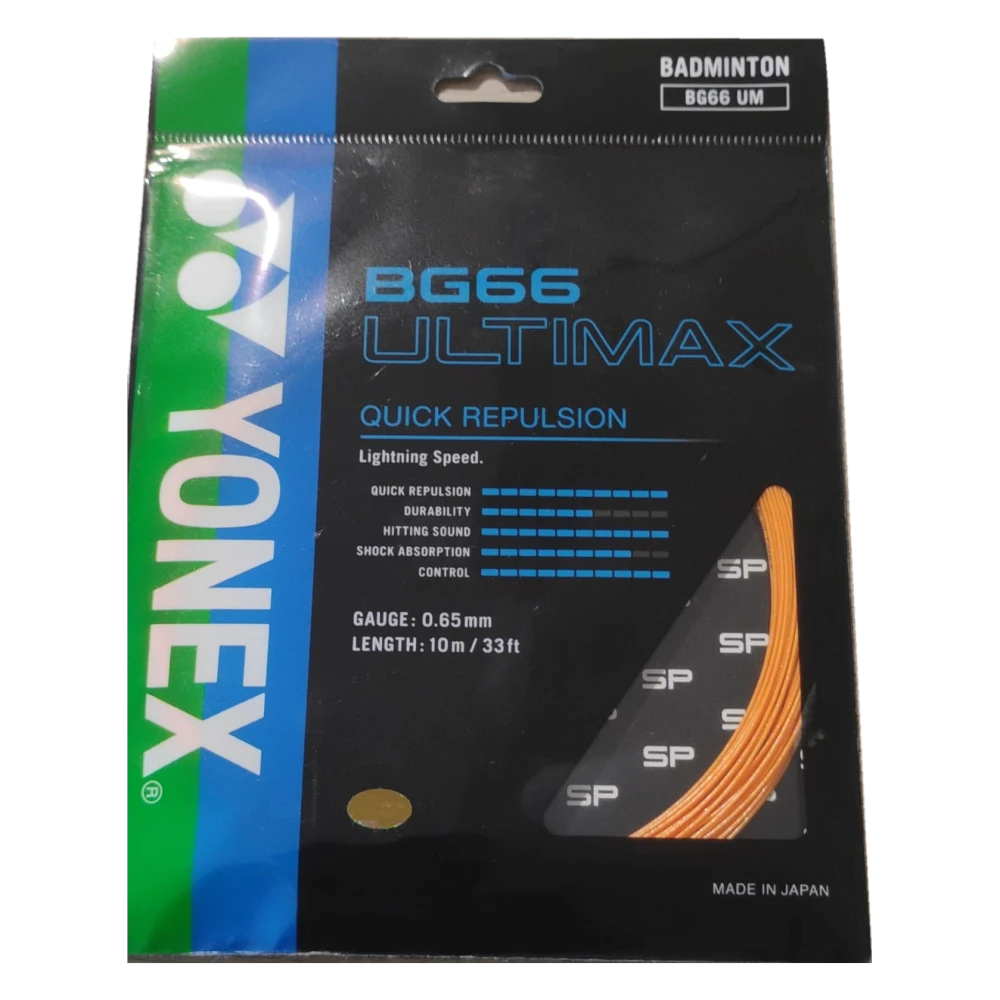 BADMINTON
BG66 UM
YONEX®
BG66
ULTIMAX
QUICK REPULSION
Lightning Speed.
QUICK REPULSION
DURABILITY
HITTING SOUND
SHOCK ABSORPTION
CONTROL
GAUGE: 0.65mm
LENGTH: 10m / 33ft
SP
SP
SP
SP
SP
MADE IN JAPAN